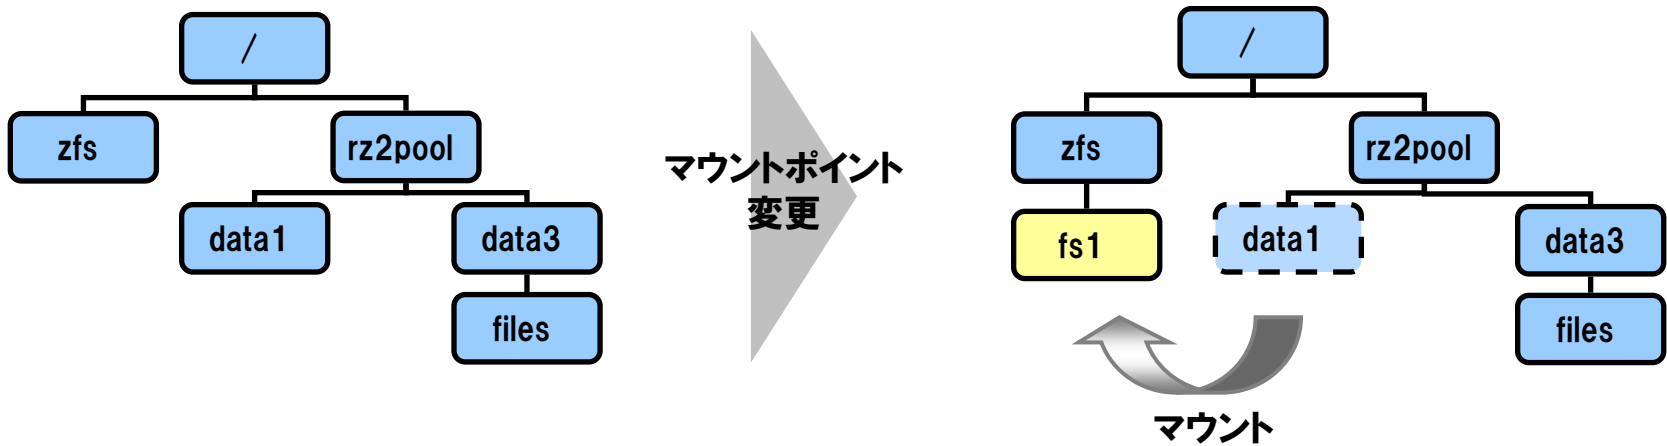 /
zfs
rz2pool
data1
data3
files
マウントポイント
変更
/
zfs
rz2pool
fs1
data1
data3
files
マウント